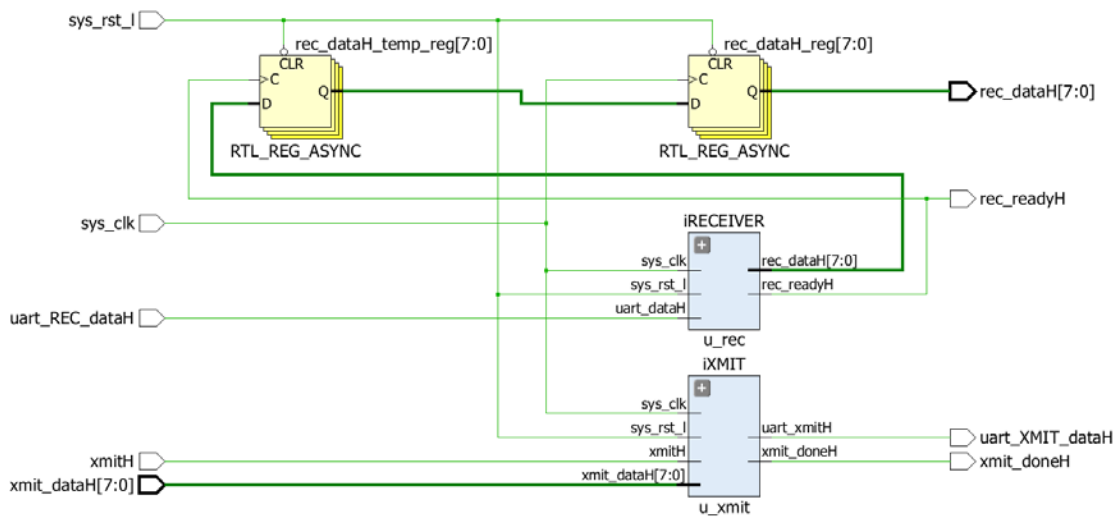 sys_rst_l
rec_dataH_temp_reg[7:0]
rec_dataH_reg[7:0]
CLR
CLR
C
C
D
Q
D
Q
rec_dataH[7:0]
RTL_REG_ASYNC
RTL_REG_ASYNC
rec_readyH
sys_clk
iRECEIVER
sys_clk
rec_dataH[7:0]
sys_rst_l
rec_readyH
uart_REC_dataH
uart_dataH
u_rec
iXMIT
sys_clk
sys_rst_l
uart_xmitH
uart_XMIT_dataH
xmitH
xmitH
xmit_doneH
xmit_doneH
xmit_dataH[7:0]
xmit_dataH[7:0]
u_xmit